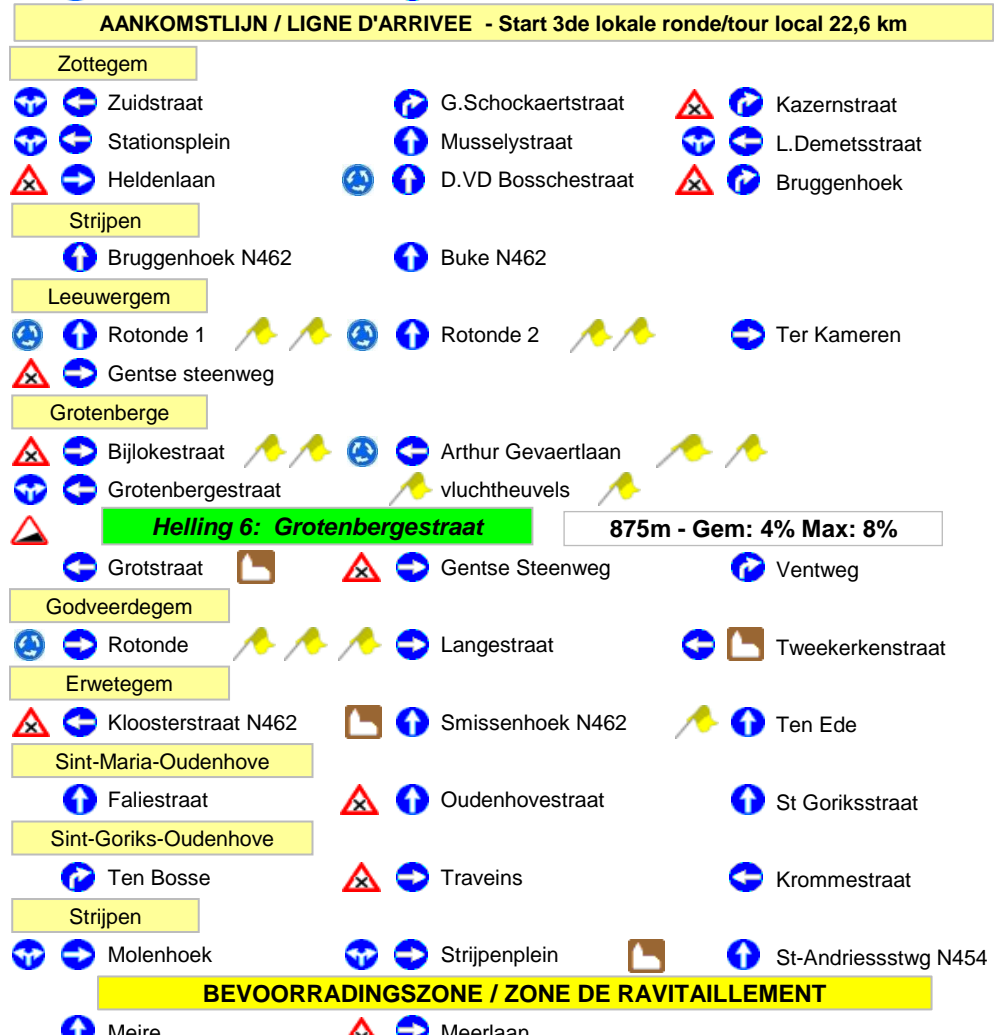 AANKOMSTLIJN / LIGNE D'ARRIVEE - Start 3de lokale ronde/tour local 22,6 km
Zottegem
Zuidstraat G.Schockaertstraat Kazernstraat
Stationsplein Musselystraat L.Demetsstraat
Heldenlaan D.VD Bosschestraat Bruggenhoek
Strijpen
Bruggenhoek N462 Buke N462
Leeuwergem
Rotonde 1 Rotonde 2 Ter Kameren
Gentse steenweg
Grotenberge
Bijlokestraat Arthur Gevaertlaan
Grotenbergestraat vluchtheuvels
Helling 6: Grotenbergestraat 875m - Gem: 4% Max: 8%
Grotstraat Gentse Steenweg Ventweg
Godveerdegem
Rotonde Langestraat Tweekerkenstraat
Erwetegem
Kloosterstraat N462 Smissenhoek N462 Ten Ede
Sint-Maria-Oudenhove
Faliestraat Oudenhovestraat St Goriksstraat
Sint-Goriks-Oudenhove
Ten Bosse Traveins Krommestraat
Strijpen
Molenhoek Strijpenplein St-Andriessstwg N454
BEVOORRADINGSZONE / ZONE DE RAVITAILLEMENT
Meire Meerlaan